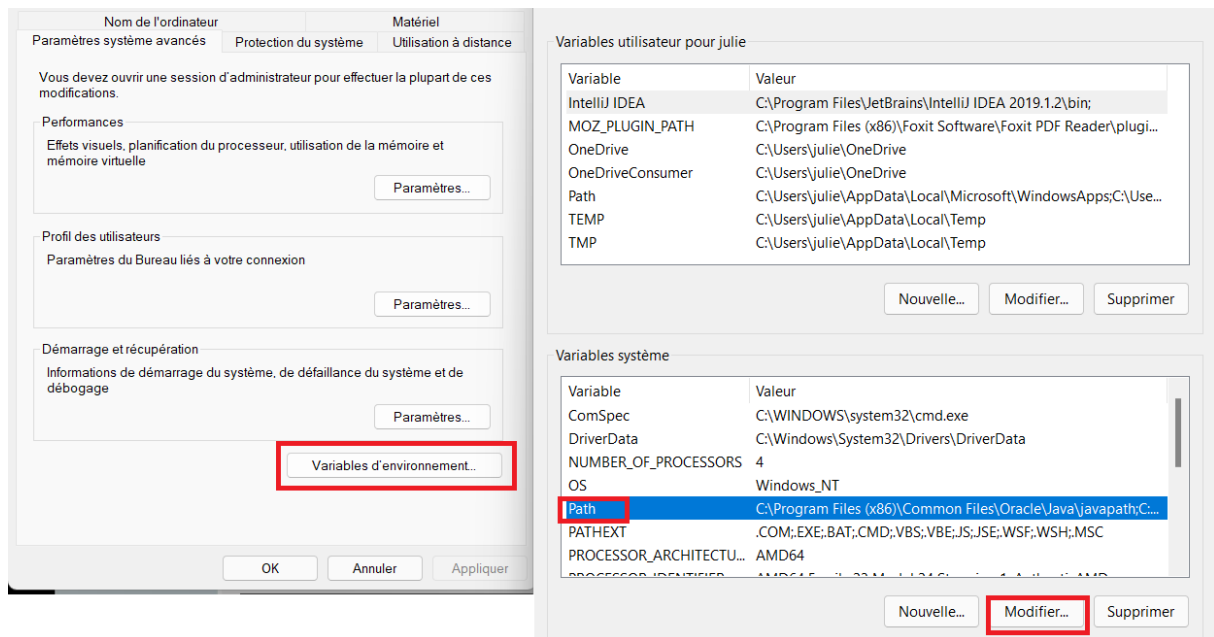 Nom de l'ordinateur
Matériel
Paramètres système avancés
Protection du système
Utilisation à distance
Vous devez ouvrir une session d'administrateur pour effectuer la plupart de ces
modifications.
Performances
Effets visuels, planification du processeur, utilisation de la mémoire et
mémoire virtuelle
Paramètres...
Profil des utilisateurs
Paramètres du Bureau liés à votre connexion
Paramètres...
Démarrage et récupération
Informations de démarrage du système, de défaillance du système et de
débogage
Paramètres...
Variables d'environnement...
OK
Annuler
Appliquer
Variables utilisateur pour julie
Variable Valeur
IntelliJ IDEA C:\Program Files\JetBrains\IntelliJ IDEA 2019.1.2\bin;
MOZ_PLUGIN_PATH C:\Program Files (x86)\Foxit Software\Foxit PDF Reader\plugi...
OneDrive C:\Users\julie\OneDrive
OneDriveConsumer C:\Users\julie\OneDrive
Path C:\Users\julie\AppData\Local\Microsoft\WindowsApps;C:\Use...
TEMP C:\Users\julie\AppData\Local\Temp
TMP C:\Users\julie\AppData\Local\Temp
Nouvelle...
Modifier...
Supprimer
Variables système
Variable Valeur
ComSpec C:\WINDOWS\system32\cmd.exe
DriverData C:\Windows\System32\Drivers\DriverData
NUMBER_OF_PROCESSORS 4
OS Windows_NT
Path C:\Program Files (x86)\Common Files\Oracle\Java\javapath;C:...
PATHEXT .COM;.EXE;.BAT;.CMD;.VBS;.VBE;.JS;.JSE;.WSF;.WSH;.MSC
PROCESSOR_ARCHITECTU... AMD64
Nouvelle...
Modifier...
Supprimer